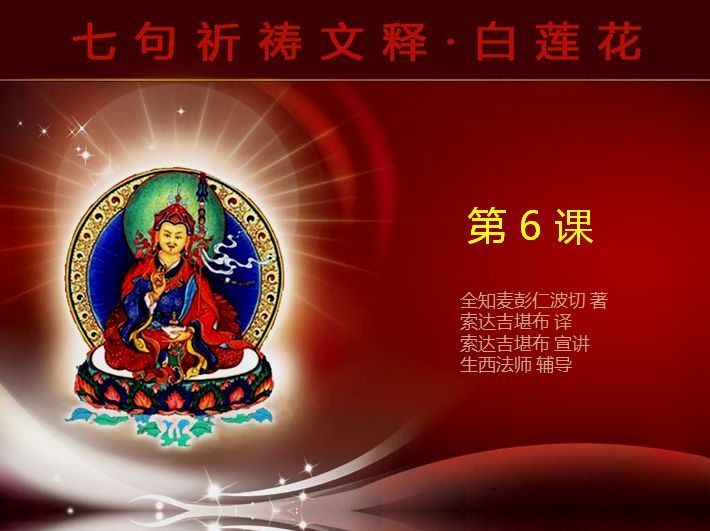 七句祈祷文释·白莲花
第 6 课
全知麦彭仁波切 著
索达吉堪布 译
索达吉堪布 宣讲
生西法师 辅导